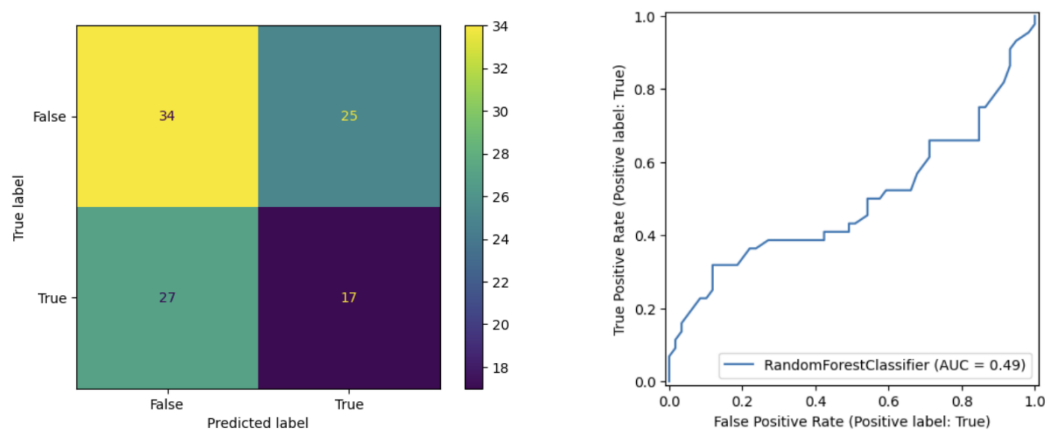 False
34
25
True
27
17
True label
False
True
Predicted label
34
32
30
28
26
24
22
20
18
True Positive Rate (Positive label: True)
1.0
0.8
0.6
0.4
0.2
0.0
RandomForestClassifier (AUC = 0.49)
0.0
0.2
0.4
0.6
0.8
1.0
False Positive Rate (Positive label: True)